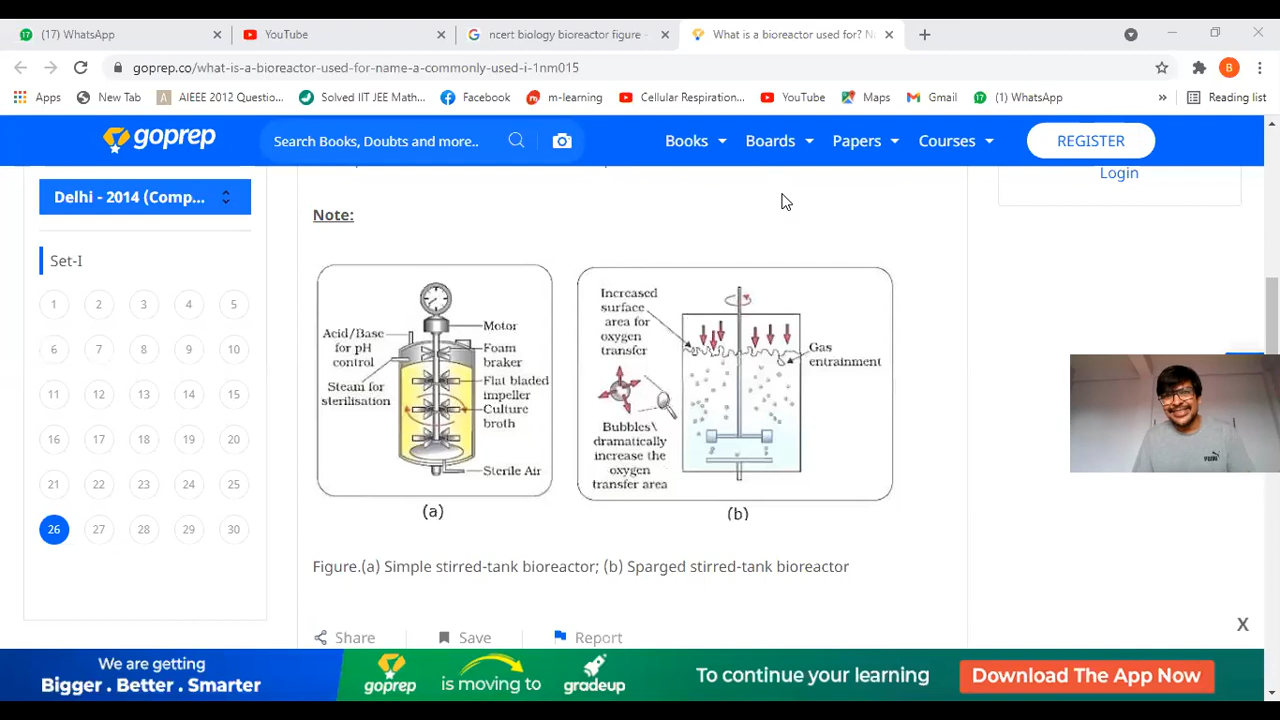 (17) WhatsApp
YouTube
ncert biology bioreactor figure -
What is a bioreactor used for? Na
goprep.co/what-is-a-bioreactor-used-for-name-a-commonly-used-i-1nm015
B
Apps
New Tab
AIEEE 2012 Questio...
Solved IIT JEE Math...
Facebook
m-learning
Cellular Respiration...
YouTube
Maps
Gmail
(1) WhatsApp
Reading list
goprep
Search Books, Doubts and more..
Books
Boards
Papers
Courses
REGISTER
Login
Delhi - 2014 (Comp...
Set-I
1 2 3 4 5
6 7 8 9 10
11 12 13 14 15
16 17 18 19 20
21 22 23 24 25
26 27 28 29 30
Note:
Acid/Base
for pH
control
Steam for
sterilisation
Motor
Foam
braker
Flat bladed
impeller
Culture
broth
Sterile Air
(a)
Increased
surface
area for
oxygen
transfer
Bubbles\
dramatically
increase the
oxygen
transfer area
Gas
entrainment
(b)
Figure.(a) Simple stirred-tank bioreactor; (b) Sparged stirred-tank bioreactor
Share
Save
Report
X
We are getting
Bigger . Better . Smarter
goprep
is moving to
gradeup
To continue your learning
Download The App Now